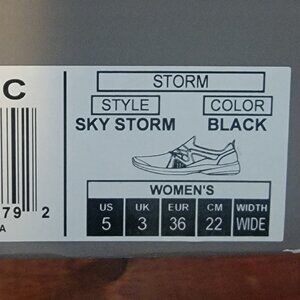 C
STORM
STYLE COLOR
SKY STORM BLACK
WOMEN'S
US UK EUR CM WIDTH
5 3 36 22 WIDE
79 2
A